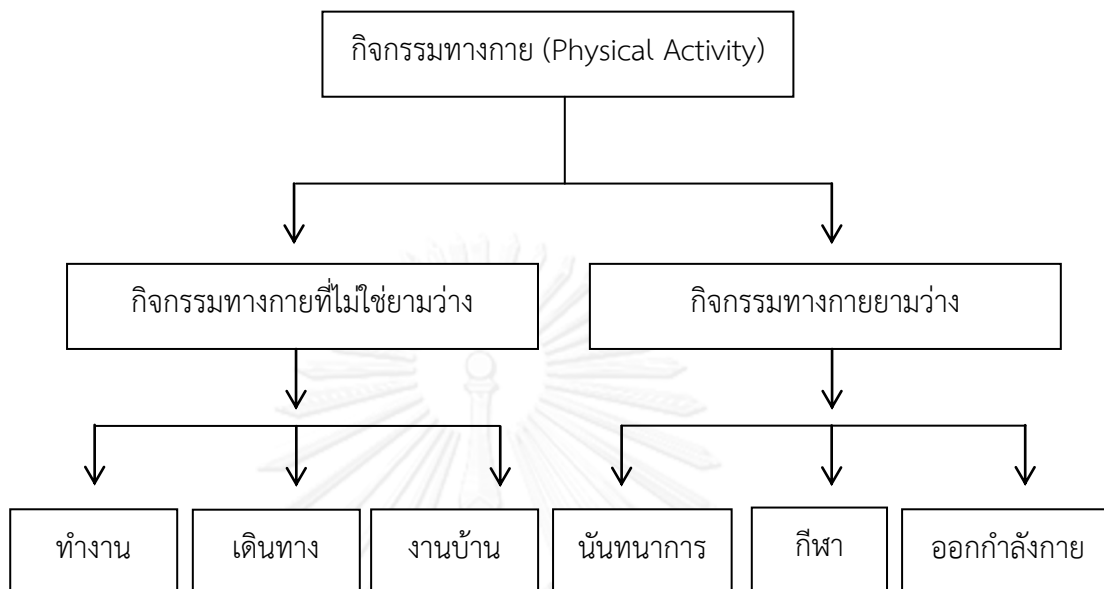 กิจกรรมทางกาย (Physical Activity)
กิจกรรมทางกายที่ไม่ใช่ยามว่าง
กิจกรรมทางกายยามว่าง
ทำงาน
เดินทาง
งานบ้าน
นันทนาการ
กีฬา
ออกกำลังกาย